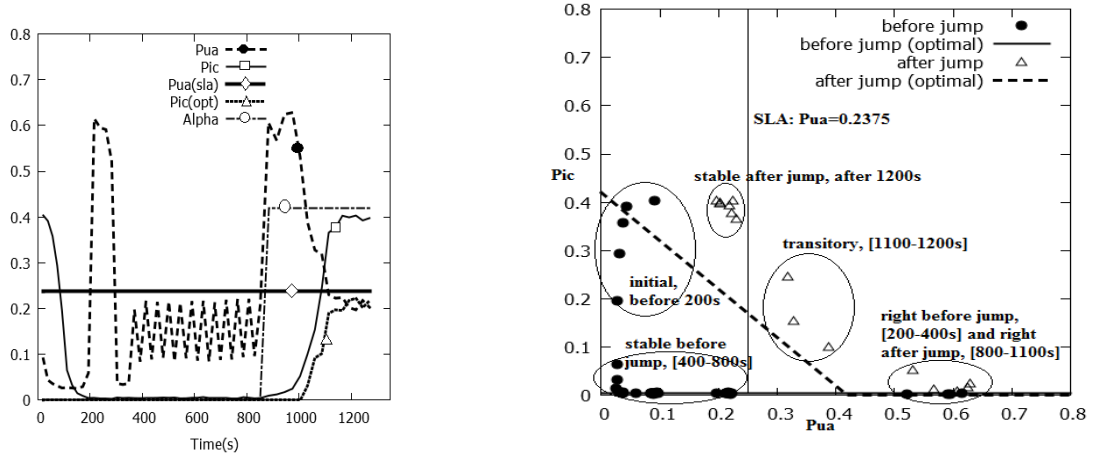 0.8
0.7
0.6
0.5
0.4
0.3
0.2
0.1
0
0 200 400 600 800 1000 1200
Time(s)
Pua
Pic
Pua(sla)
Pic(opt)
Alpha
0.8
0.7
0.6
0.5
0.4
0.3
0.2
0.1
0
Pic
0 0.1 0.2 0.3 0.4 0.5 0.6 0.7 0.8
Pua
before jump
before jump (optimal)
after jump
after jump (optimal)
SLA: Pua=0.2375
stable after jump, after 1200s
transitory, [1100-1200s]
initial,
before 200s
right before jump,
[200-400s] and right
after jump, [800-1100s]
stable before
jump, [400-800s]